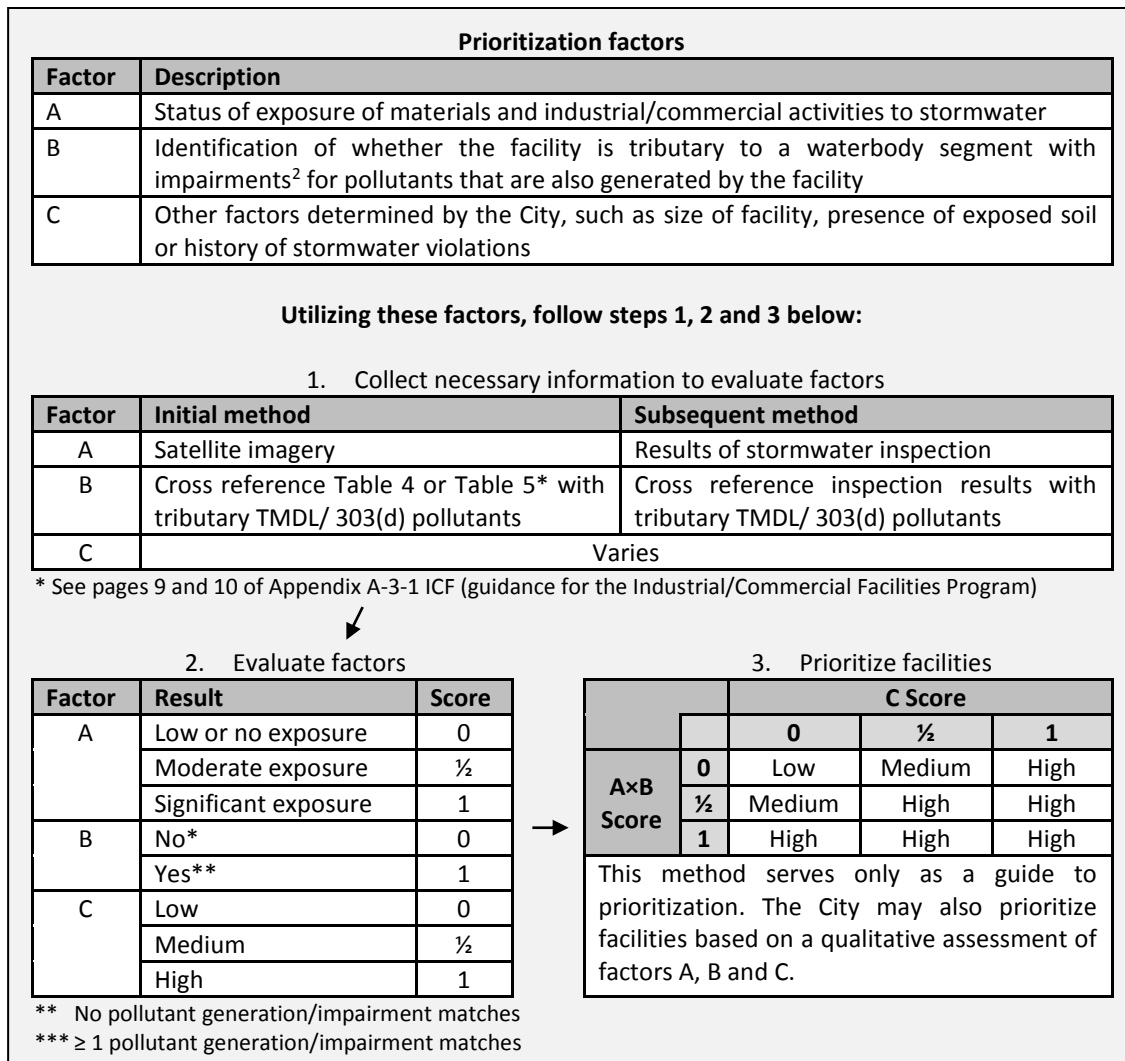 Prioritization factors
Factor Description
A Status of exposure of materials and industrial/commercial activities to stormwater
B Identification of whether the facility is tributary to a waterbody segment with
impairments2 for pollutants that are also generated by the facility
C Other factors determined by the City, such as size of facility, presence of exposed soil
or history of stormwater violations
Utilizing these factors, follow steps 1, 2 and 3 below:
1. Collect necessary information to evaluate factors
Factor Initial method Subsequent method
A Satellite imagery Results of stormwater inspection
B Cross reference Table 4 or Table 5* with Cross reference inspection results with
tributary TMDL/ 303(d) pollutants tributary TMDL/ 303(d) pollutants
C Varies
* See pages 9 and 10 of Appendix A-3-1 ICF (guidance for the Industrial/Commercial Facilities Program)
2. Evaluate factors
Factor Result Score
A Low or no exposure 0
Moderate exposure ½
Significant exposure 1
B No* 0
Yes** 1
C Low 0
Medium ½
High 1
** No pollutant generation/impairment matches
*** ≥ 1 pollutant generation/impairment matches
3. Prioritize facilities
C Score
0 ½ 1
A×B Score
0 Low Medium High
½ Medium High High
1 High High High
This method serves only as a guide to
prioritization. The City may also prioritize
facilities based on a qualitative assessment of
factors A, B and C.